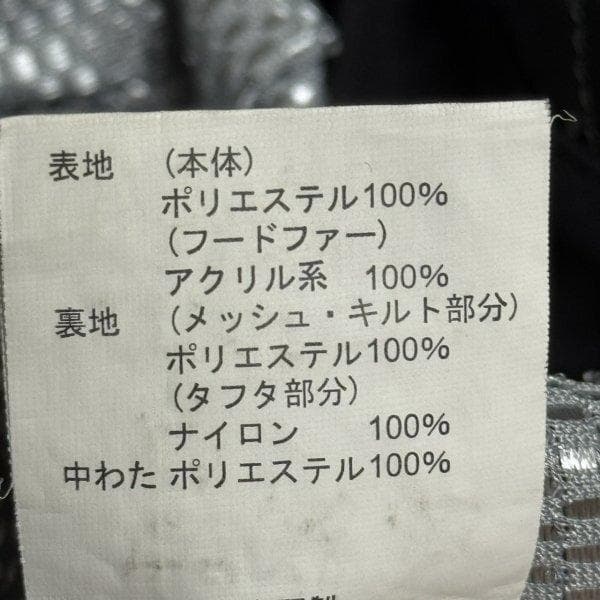 表地 (本体)
ポリエステル100%
(フードファー)
アクリル系 100%
裏地 (メッシュ・キルト部分)
ポリエステル100%
(タフタ部分)
ナイロン 100%
中わた ポリエステル100%